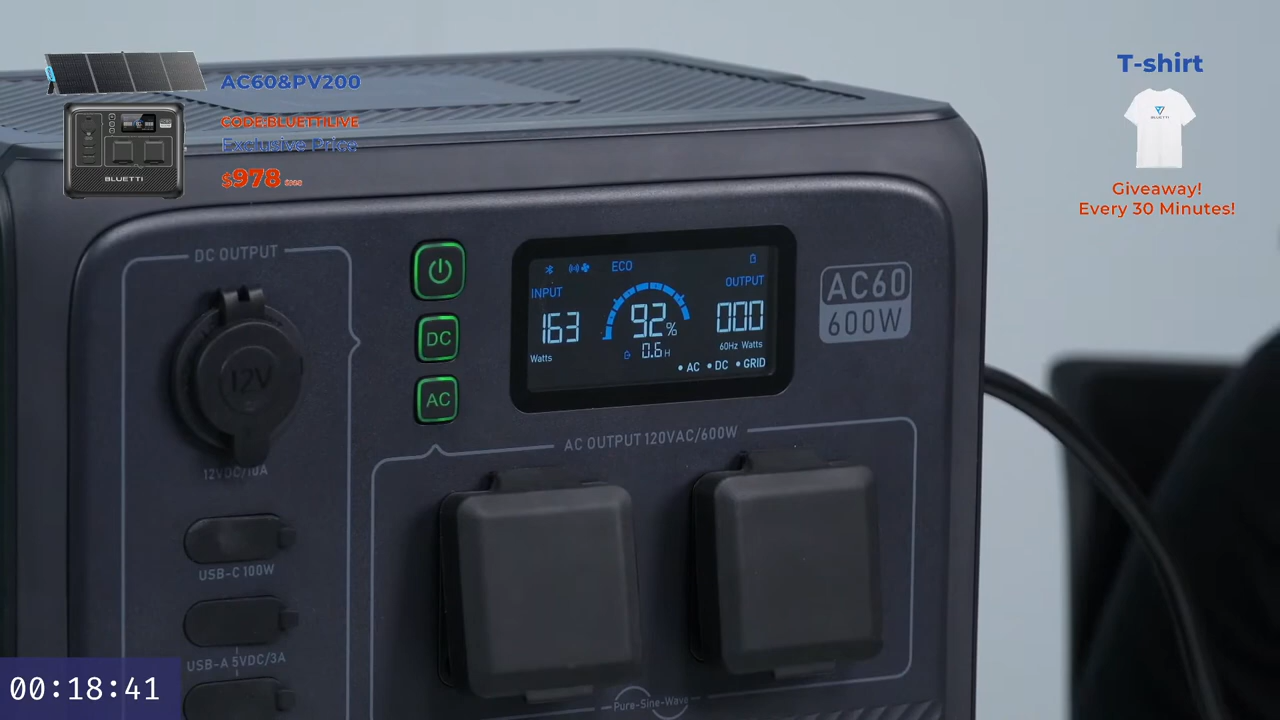 AC60&PV200
CODE:BLUETTILIVE
Exclusive Price
$978
BLUETTI
T-shirt
BLUETTI
Giveaway!
Every 30 Minutes!
DC OUTPUT
12V
12VDC/10A
USB-C 100W
USB-A 5VDC/3A
DC
AC
ECO
INPUT
OUTPUT
163
92%
000
Watts
0.6H
60Hz Watts
• AC • DC • GRID
AC60
600W
AC OUTPUT 120VAC/600W
Pure-Sine-Wave
00:18:41